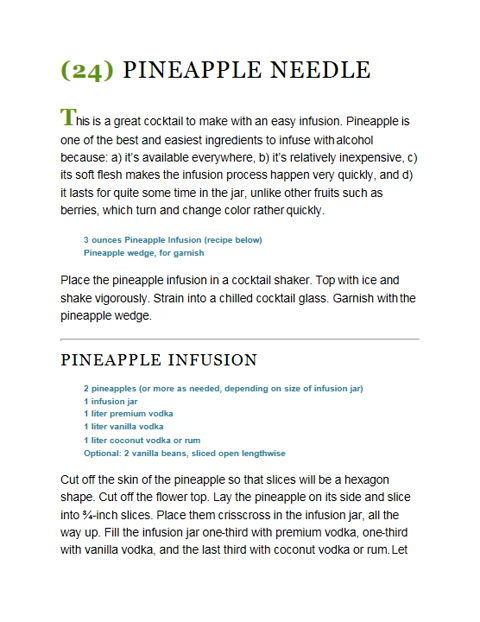 (24) PINEAPPLE NEEDLE
This is a great cocktail to make with an easy infusion. Pineapple is
one of the best and easiest ingredients to infuse with alcohol
because: a) it's available everywhere, b) it's relatively inexpensive, c)
its soft flesh makes the infusion process happen very quickly, and d)
it lasts for quite some time in the jar, unlike other fruits such as
berries, which turn and change color rather quickly.
3 ounces Pineapple Infusion (recipe below)
Pineapple wedge, for garnish
Place the pineapple infusion in a cocktail shaker. Top with ice and
shake vigorously. Strain into a chilled cocktail glass. Garnish with the
pineapple wedge.
PINEAPPLE INFUSION
2 pineapples (or more as needed, depending on size of infusion jar)
1 infusion jar
1 liter premium vodka
1 liter vanilla vodka
1 liter coconut vodka or rum
Optional: 2 vanilla beans, sliced open lengthwise
Cut off the skin of the pineapple so that slices will be a hexagon
shape. Cut off the flower top. Lay the pineapple on its side and slice
into ¾-inch slices. Place them crisscross in the infusion jar, all the
way up. Fill the infusion jar one-third with premium vodka, one-third
with vanilla vodka, and the last third with coconut vodka or rum. Let